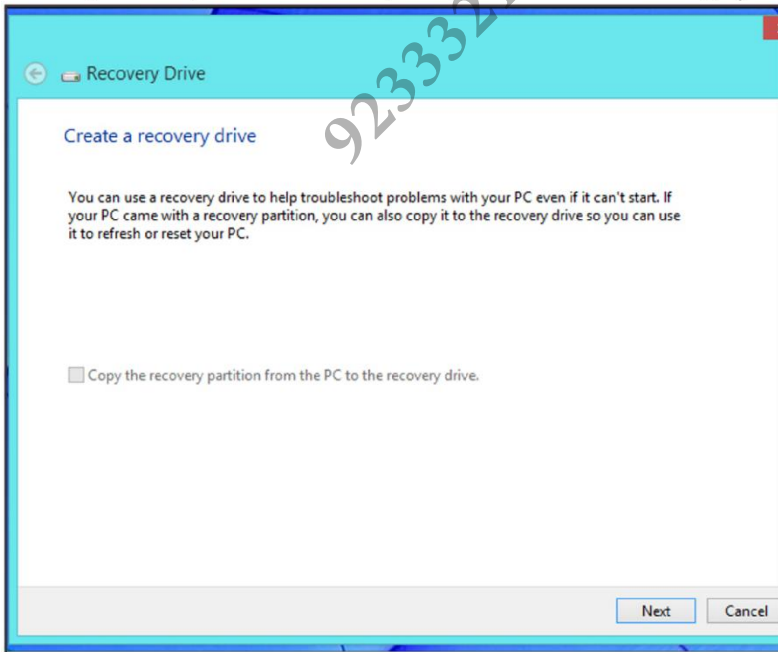 Recovery Drive
Create a recovery drive
You can use a recovery drive to help troubleshoot problems with your PC even if it can't start. If
your PC came with a recovery partition, you can also copy it to the recovery drive so you can use
it to refresh or reset your PC.
Copy the recovery partition from the PC to the recovery drive.
Next Cancel